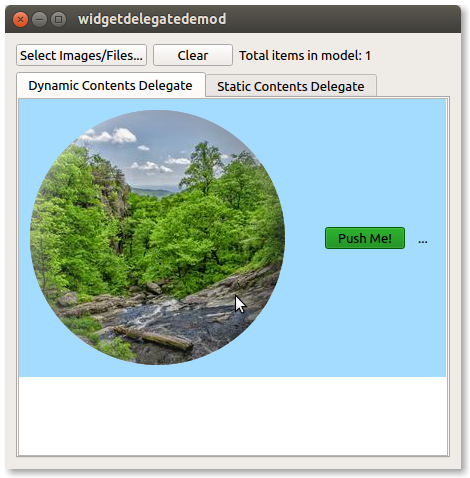 widgetdelegatedemod
Select Images/Files... Clear Total items in model: 1
Dynamic Contents Delegate Static Contents Delegate
Push Me! ...